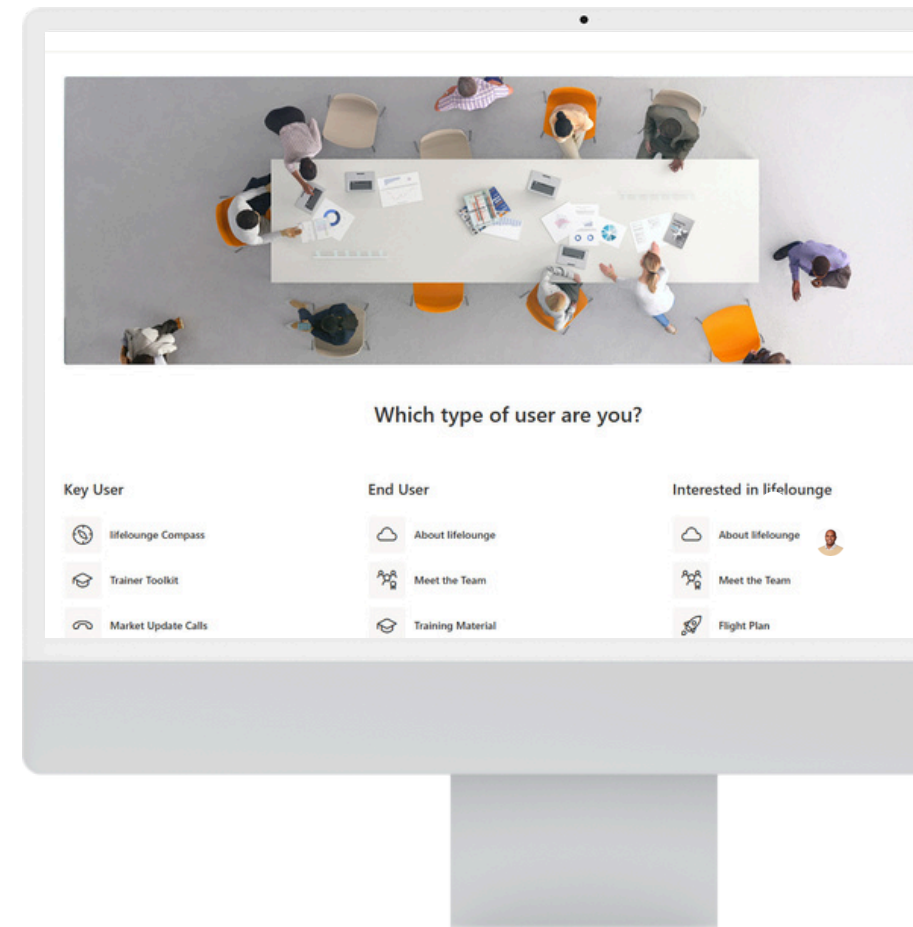 Which type of user are you?
Key User
lifelounge Compass
Trainer Toolkit
Market Update Calls
End User
About lifelounge
Meet the Team
Training Material
Interested in lifelounge
About lifelounge
Meet the Team
Flight Plan